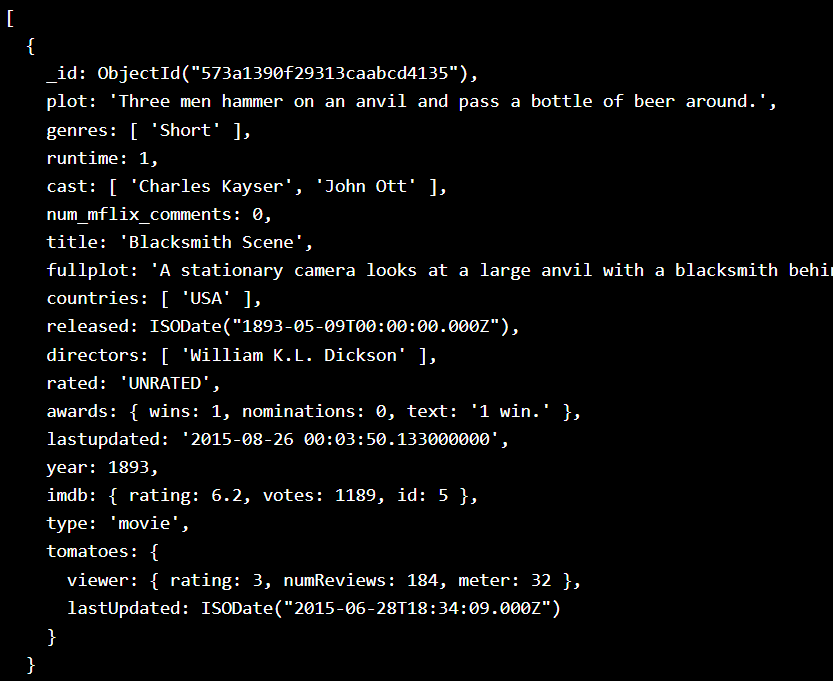 [
  {
    _id: ObjectId("573a1390f29313caabcd4135"),
    plot: 'Three men hammer on an anvil and pass a bottle of beer around.',
    genres: [ 'Short' ],
    runtime: 1,
    cast: [ 'Charles Kayser', 'John Ott' ],
    num_mflix_comments: 0,
    title: 'Blacksmith Scene',
    fullplot: 'A stationary camera looks at a large anvil with a blacksmith
    countries: [ 'USA' ],
    released: ISODate("1893-05-09T00:00:00.000Z"),
    directors: [ 'William K.L. Dickson' ],
    rated: 'UNRATED',
    awards: { wins: 1, nominations: 0, text: '1 win.' },
    lastupdated: '2015-08-26 00:03:50.133000000',
    year: 1893,
    imdb: { rating: 6.2, votes: 1189, id: 5 },
    type: 'movie',
    tomatoes: {
      viewer: { rating: 3, numReviews: 184, meter: 32 },
      lastUpdated: ISODate("2015-06-28T18:34:09.000Z")
    }
  }